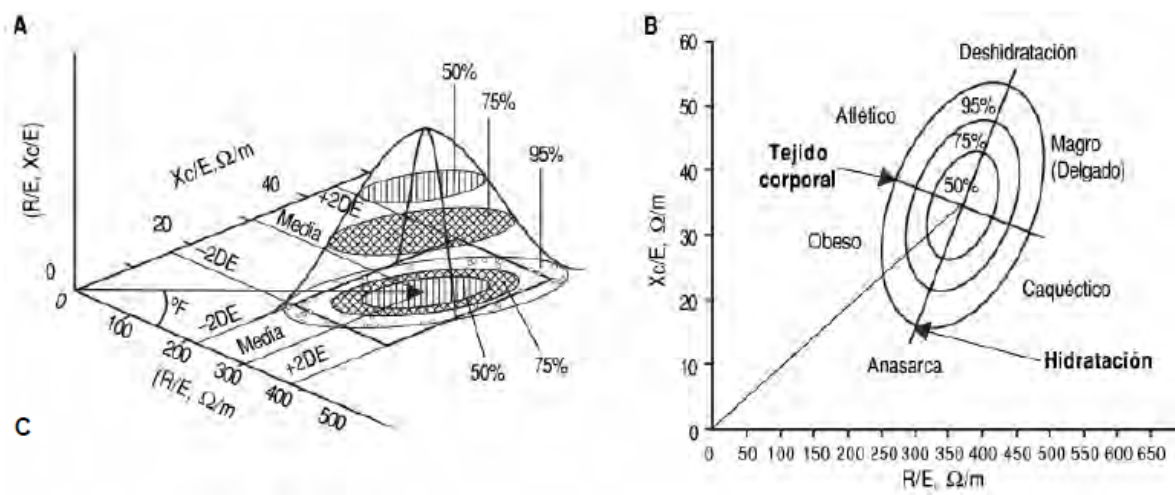 A
(R/E, Xc/E)
Xc/E,Ω/m
50%
75%
95%
40
+2DE
Media
20
–2DE
0
0
ºF
100
–2DE
200
Media
300
+2DE
400
500
50%
75%
(R/E, Ω/m
C
B
60
50
40
30
20
10
0
Xc/E, Ω/m
Deshidratación
Atlético
95%
Tejido
corporal
75%
Magro
(Delgado)
50%
Obeso
Caquéctico
Anasarca
Hidratación
0 50 100 150 200 250 300 350 400 450 500 550 600 650
R/E, Ω/m